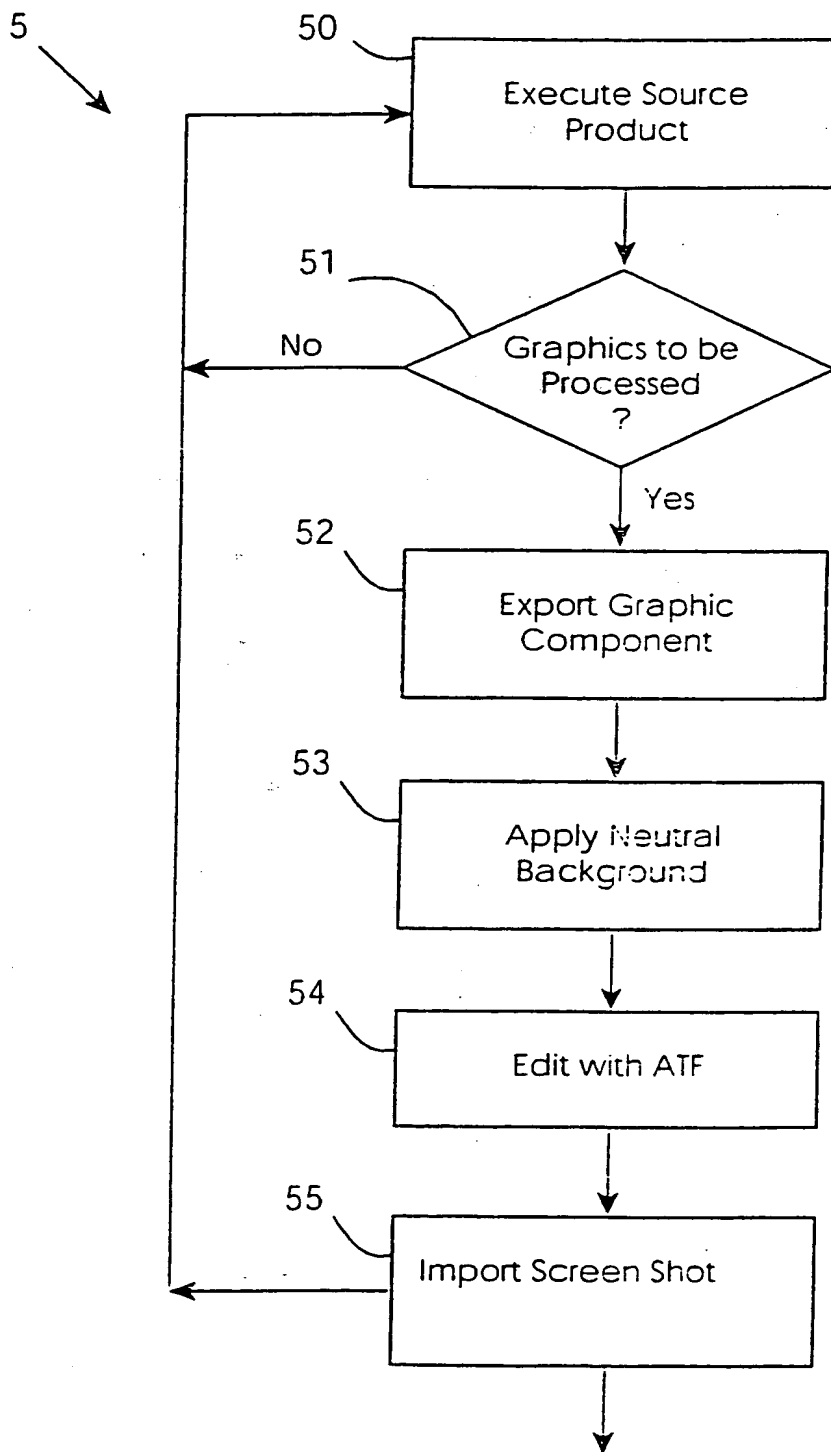 5
50
Execute Source
Product
51
No
Graphics to be
Processed
?
Yes
52
Export Graphic
Component
53
Apply Neutral
Background
54
Edit with ATF
55
Import Screen Shot